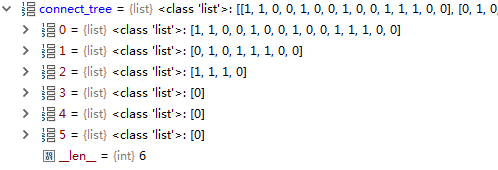 connect_tree = {list} <class 'list'>: [[1, 1, 0, 0, 1, 0, 0, 1, 0, 0, 1, 1, 1, 0, 0], [0, 1, 0
0 = {list} <class 'list'>: [1, 1, 0, 0, 1, 0, 0, 1, 0, 0, 1, 1, 1, 0, 0]
1 = {list} <class 'list'>: [0, 1, 0, 1, 1, 1, 0, 0]
2 = {list} <class 'list'>: [1, 1, 1, 0]
3 = {list} <class 'list'>: [0]
4 = {list} <class 'list'>: [0]
5 = {list} <class 'list'>: [0]
__len__ = {int} 6